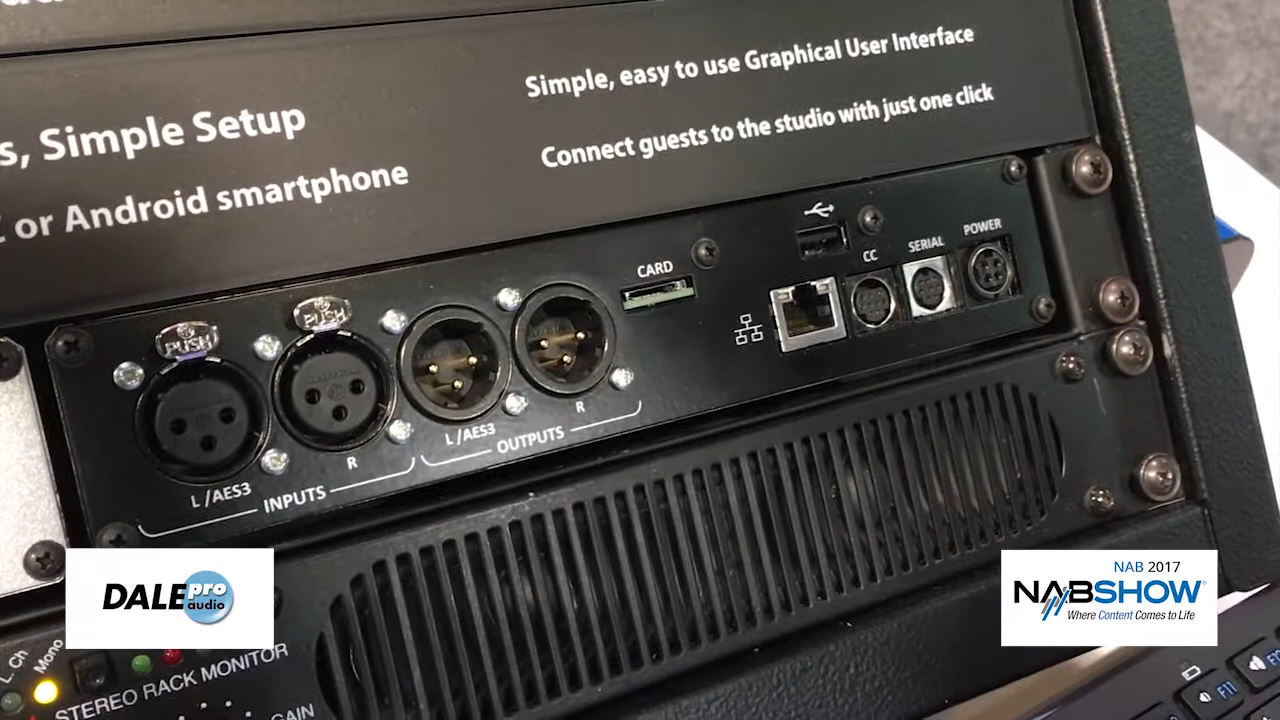 Simple, easy to use Graphical User Interface
s, Simple Setup
Connect guests to the studio with just one click
or Android smartphone
POWER
SERIAL
CC
CARD
PUSH
PUSH
L /AES3
R
INPUTS
L /AES3
R
OUTPUTS
DALE pro audio
NAB 2017
NABSHOW®
Where Content Comes to Life
L. Ch
Mono
STEREO RACK MONITOR
GAIN
F11